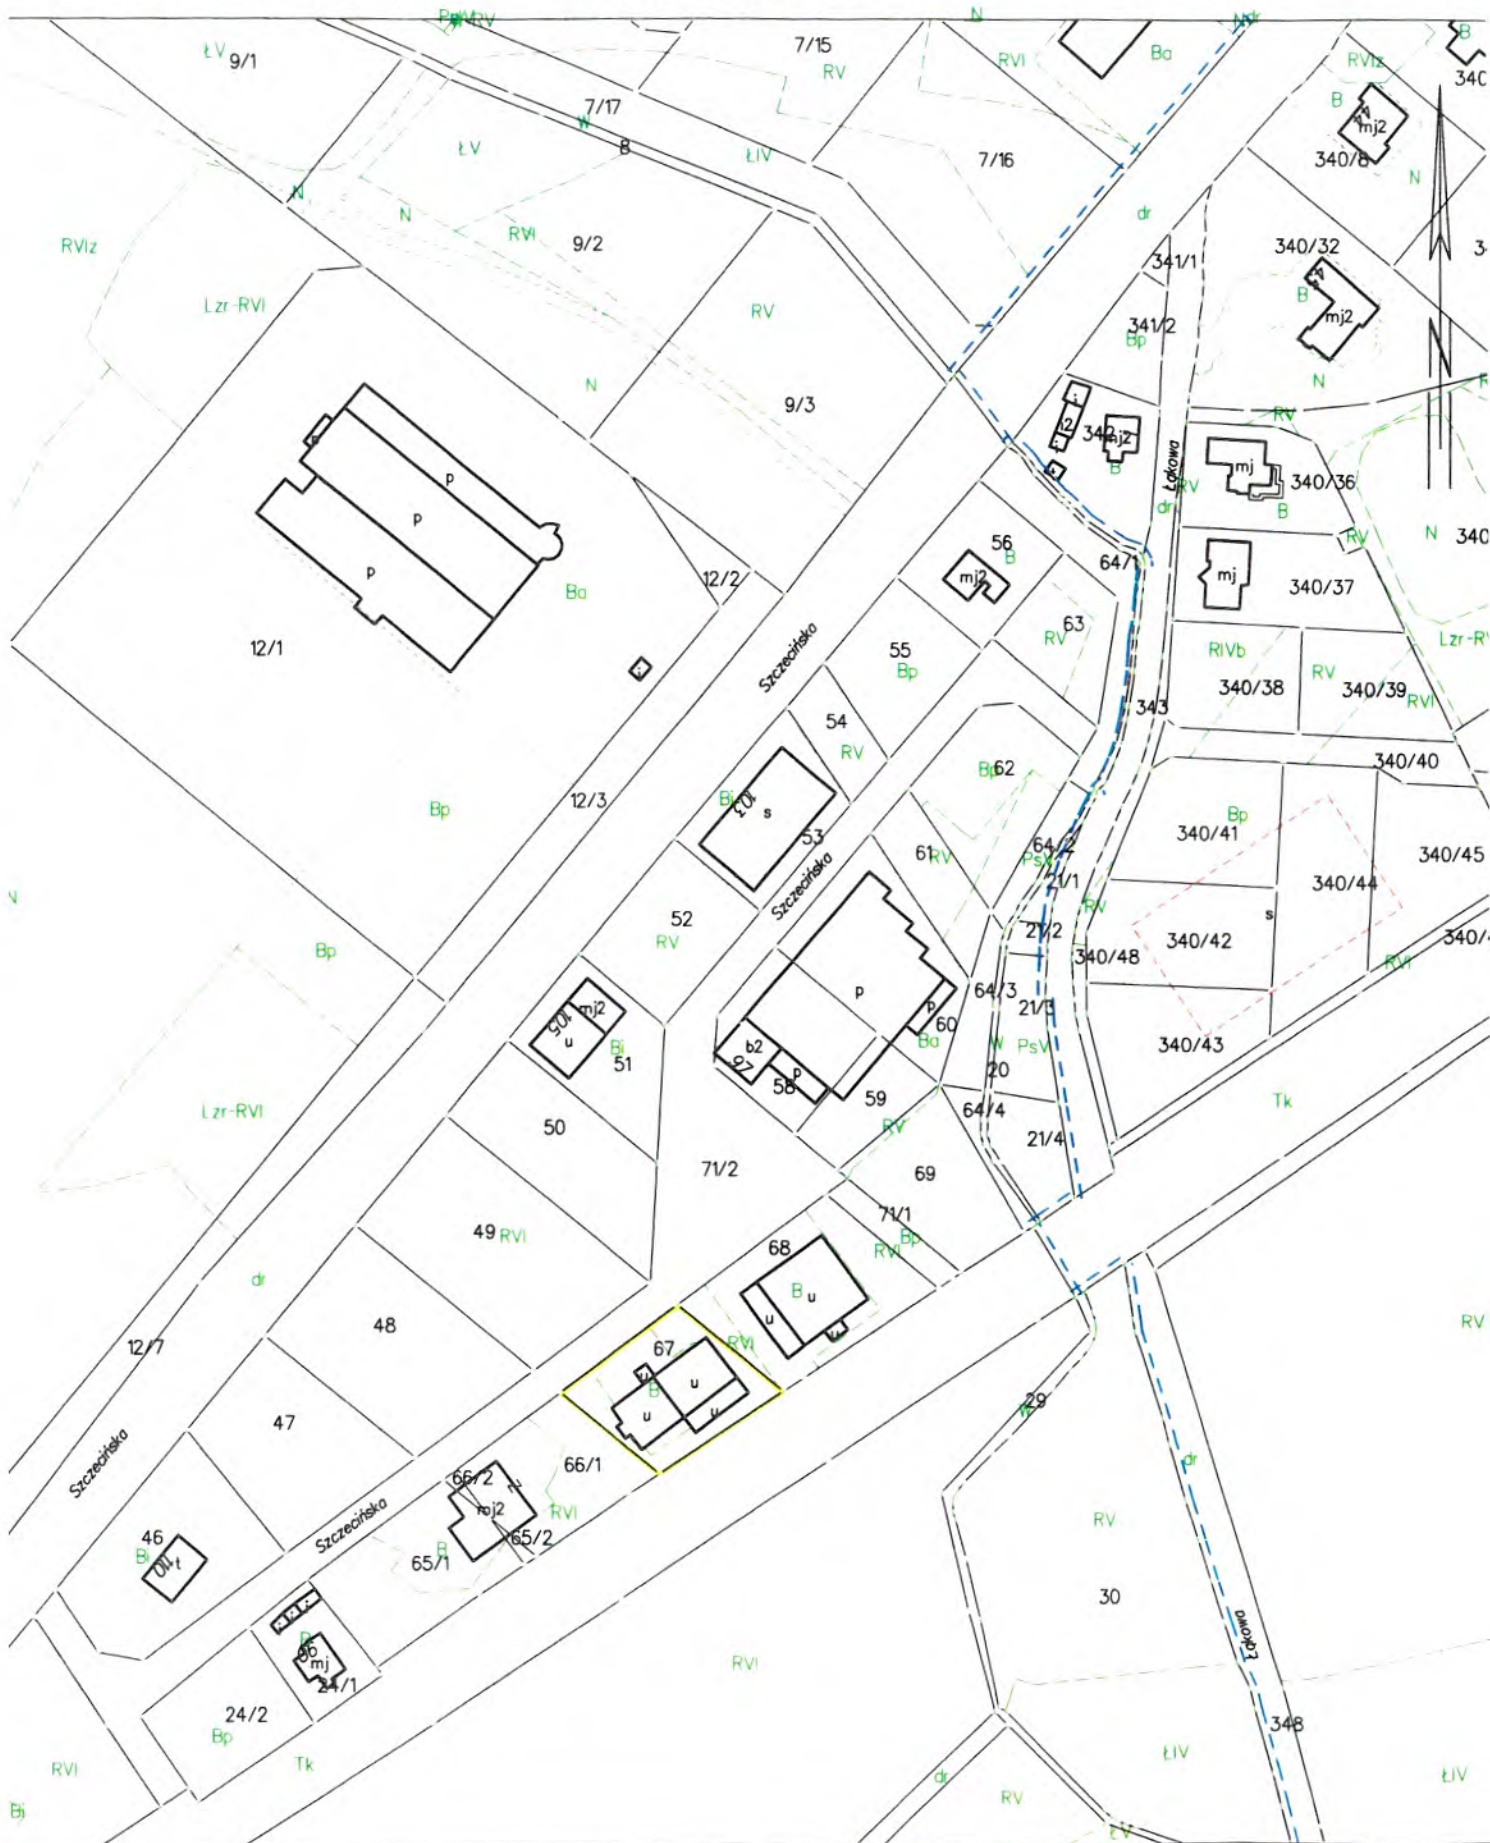 N
B
ŁV
9/1
7/15
RV
RVI
Ba
RVIz
7/17
W
8
ŁV
ŁIV
7/16
B
mj2
340/8
N
N
N
RVI
9/2
dr
RVIz
341/1
340/32
B
mj2
Lzr-RVI
RV
341/2
Bp
N
9/3
N
RV
342
mj2
B
Łąkowa
RV
dr
mj
340/36
B
p
p
p
56
B
mj2
64/1
RV
N
mj
340/37
12/2
Ba
12/1
Szczecińska
55
Bp
63
RV
RIVb
340/38
RV
340/39
RVI
343
54
RV
Bp
62
340/40
12/3
Bp
Bi
103
s
53
Bp
340/41
61
RV
64/2
PsV
21/1
340/44
340/45
Szczecińska
RV
52
RV
21/2
340/42
s
N
Bp
340/48
RVI
64/3
p
p
60
Ba
21/3
mj2
105
u
Bi
51
b2
97
p
58
59
W
20
PsV
340/43
Lzr-RVI
50
64/4
21/4
Tk
RV
71/2
69
49
RVI
71/1
Bp
RVI
68
B
u
u
u
dr
12/7
48
67
RVI
RV
u
u
B
u
u
29
W
47
Szczecińska
66/2
66/1
dr
mj2
2
RVI
RV
46
Bi
110
t
Szczecińska
65/1
B
65/2
30
Łąkowa
B
96
mj
24/1
RVI
24/2
Bp
348
RVI
Tk
ŁIV
ŁIV
dr
RV
Bi
ŁV